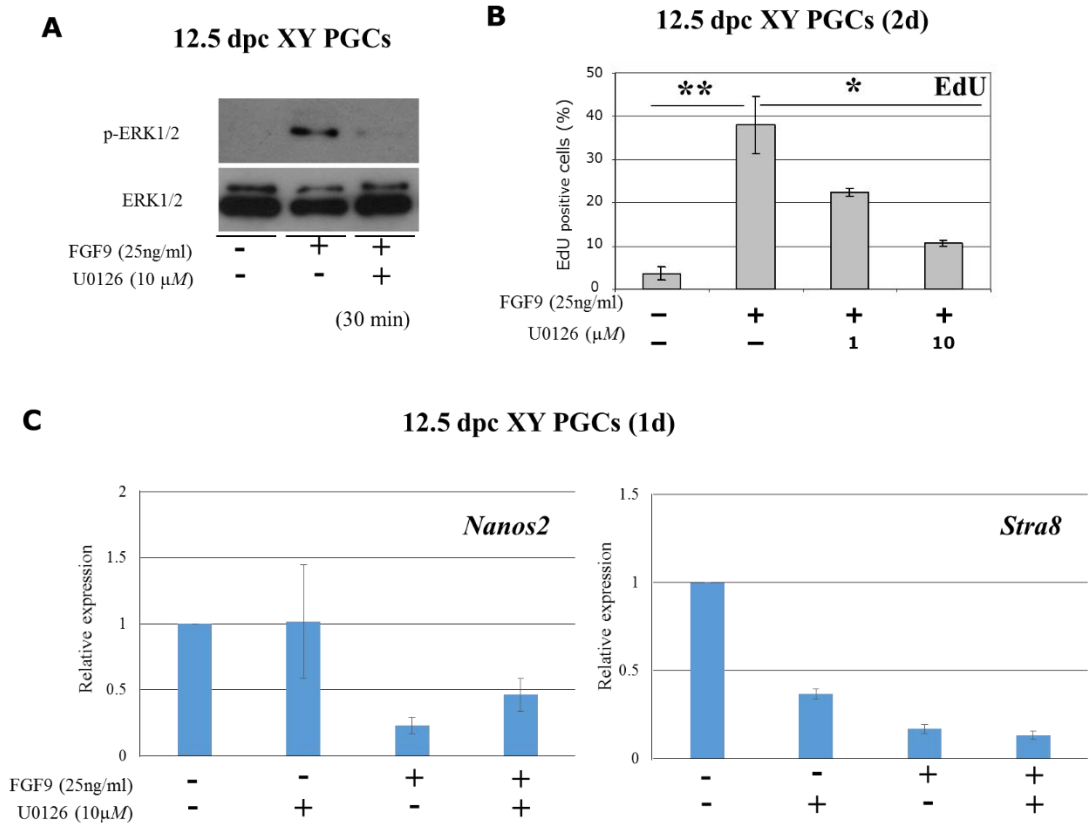 A
12.5 dpc XY PGCs
p-ERK1/2
ERK1/2
FGF9 (25ng/ml) - + +
U0126 (10 µM) - - +
(30 min)
B
12.5 dpc XY PGCs (2d)
EdU positive cells (%)
50
40
30
20
10
0
** * EdU
FGF9 (25ng/ml) − + + +
U0126 (µM) − − 1 10
C
12.5 dpc XY PGCs (1d)
Relative expression
2
1.5
1
0.5
0
Nanos2
FGF9 (25ng/ml) - - + +
U0126 (10µM) - + - +
Relative expression
1.5
1
0.5
0
Stra8
- - + +
- + - +